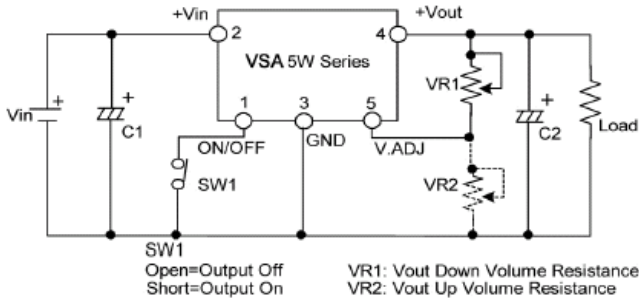 +Vin
+Vout
2
4
VSA 5W Series
VR1
Vin
+
+
C1
1
3
5
+
C2
Load
ON/OFF
GND
V.ADJ
SW1
VR2
SW1
Open=Output Off
Short=Output On
VR1: Vout Down Volume Resistance
VR2: Vout Up Volume Resistance